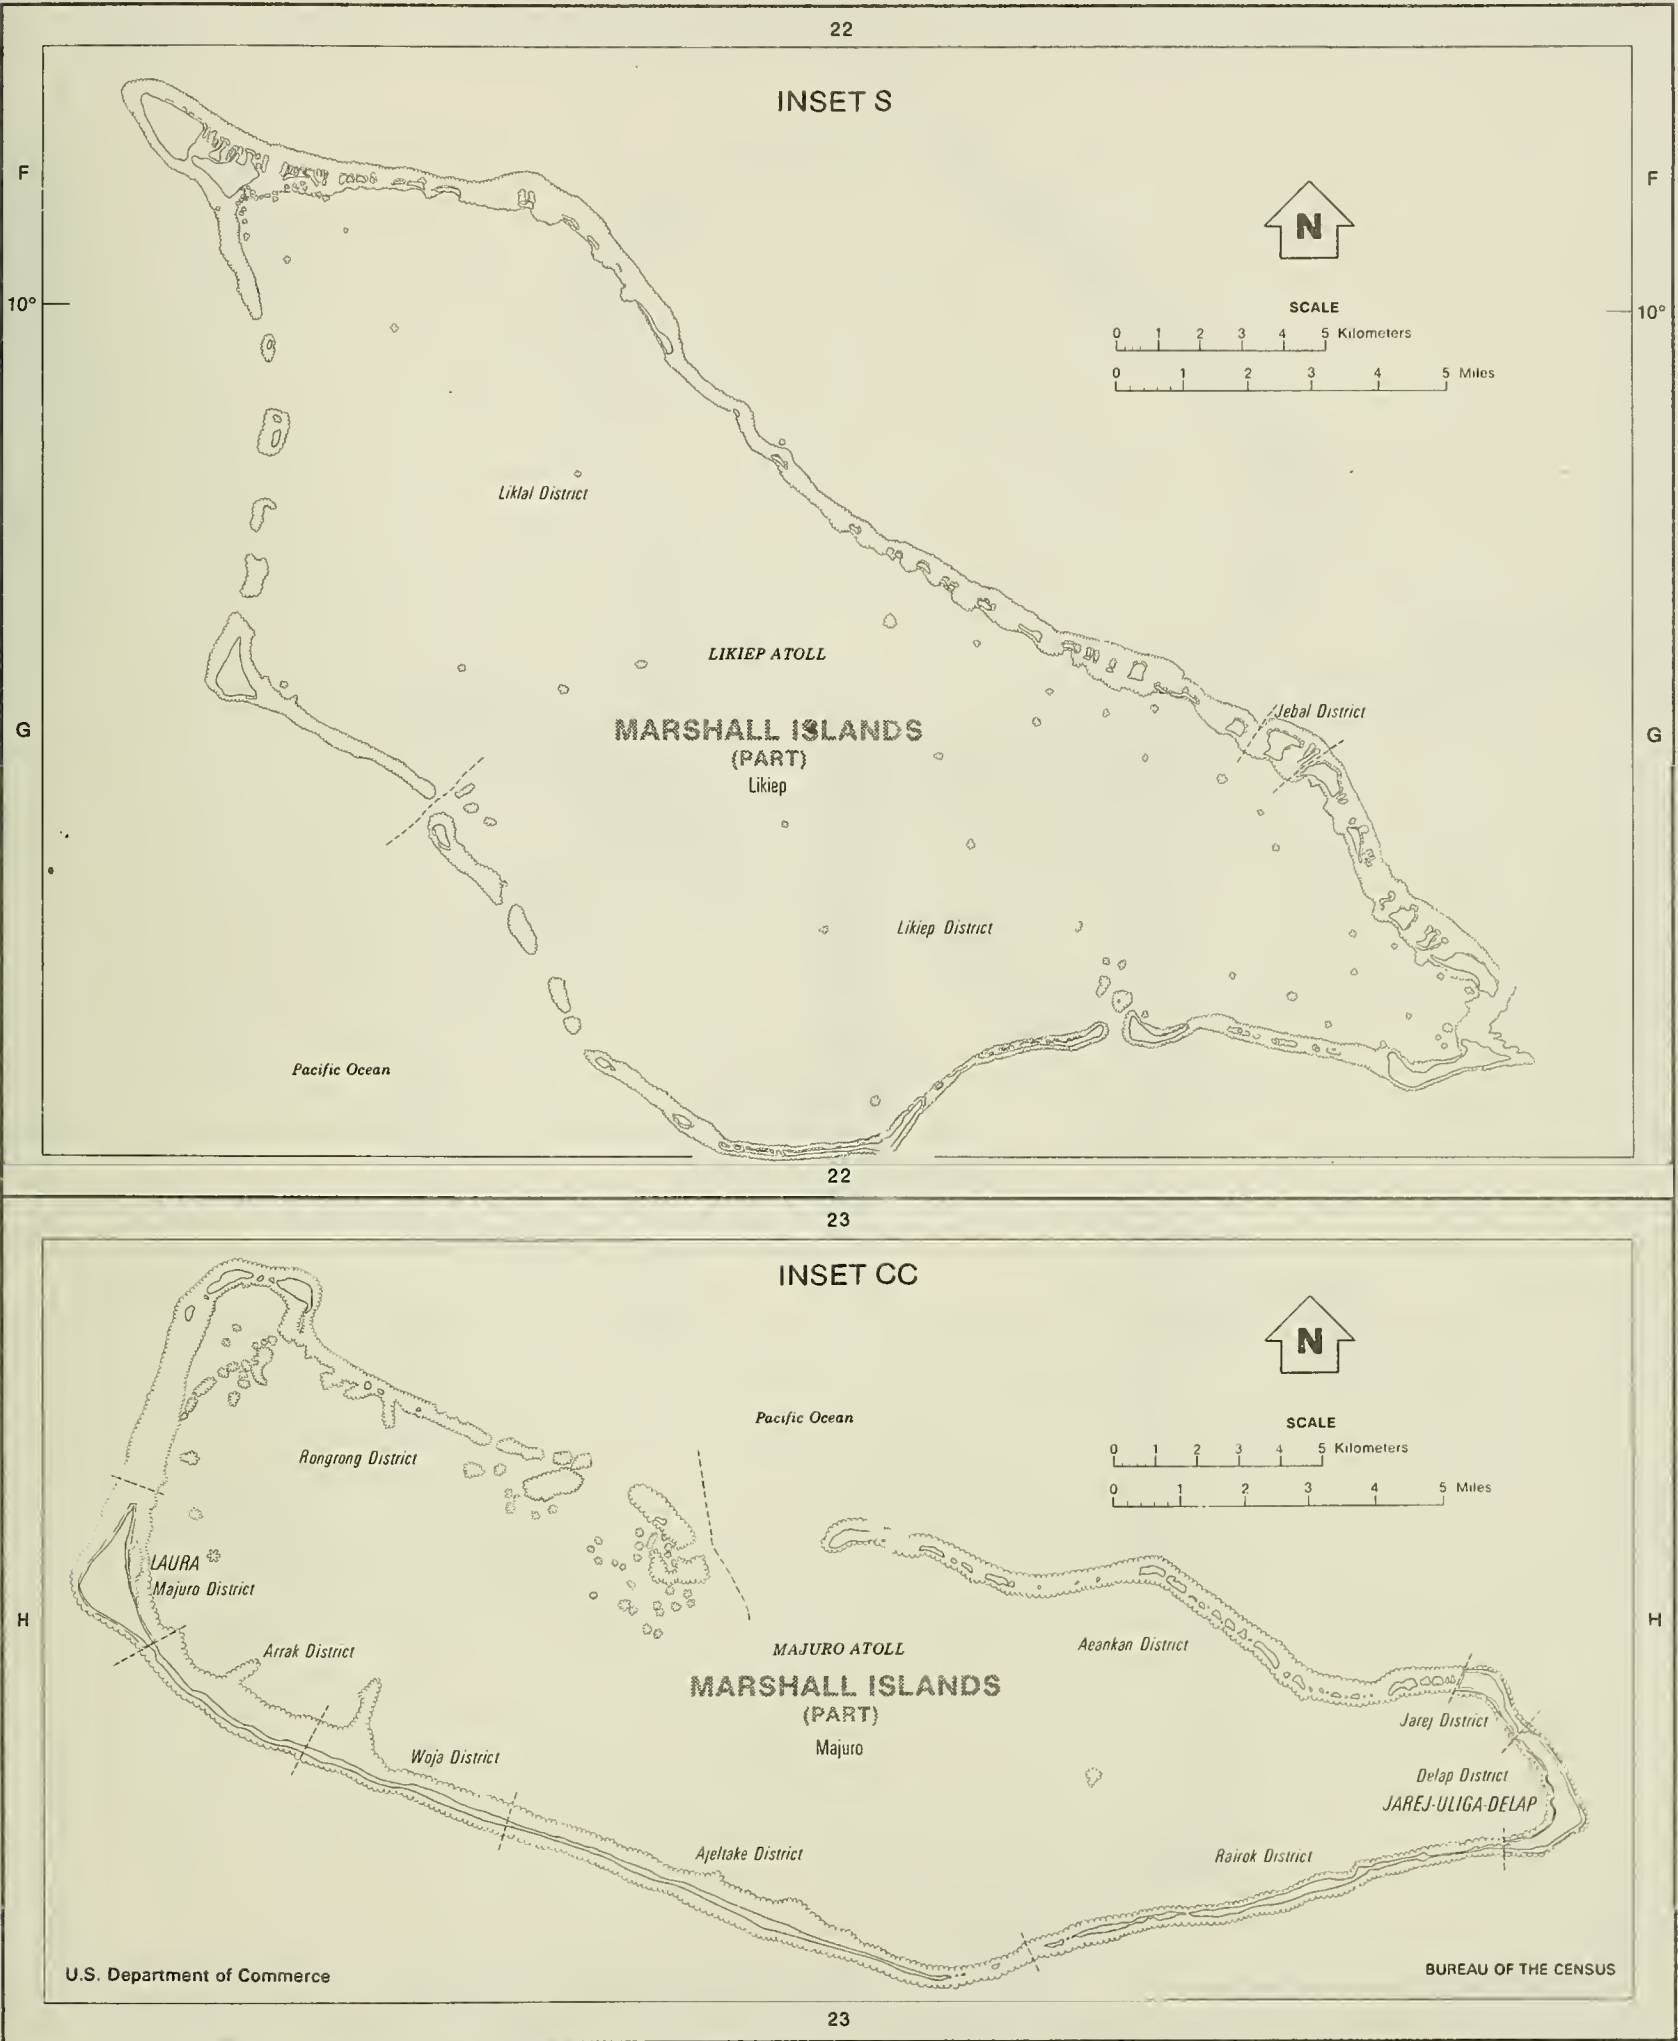 22
INSET S
F
F
N
SCALE
10°
10°
0 1 2 3 4 5 Kilometers
0 1 2 3 4 5 Miles
Liklal District
LIKIEP ATOLL
Jebal District
MARSHALL ISLANDS
G
G
(PART)
Likiep
Likiep District
Pacific Ocean
22
23
INSET CC
N
Pacific Ocean
SCALE
0 1 2 3 4 5 Kilometers
Rongrong District
0 1 2 3 4 5 Miles
LAURA
Majuro District
H
H
Arrak District
MAJURO ATOLL
Aeankan District
MARSHALL ISLANDS
(PART)
Jarej District
Majuro
Woja District
Delap District
JAREJ-ULIGA-DELAP
Ajeltake District
Rairok District
U.S. Department of Commerce
BUREAU OF THE CENSUS
23